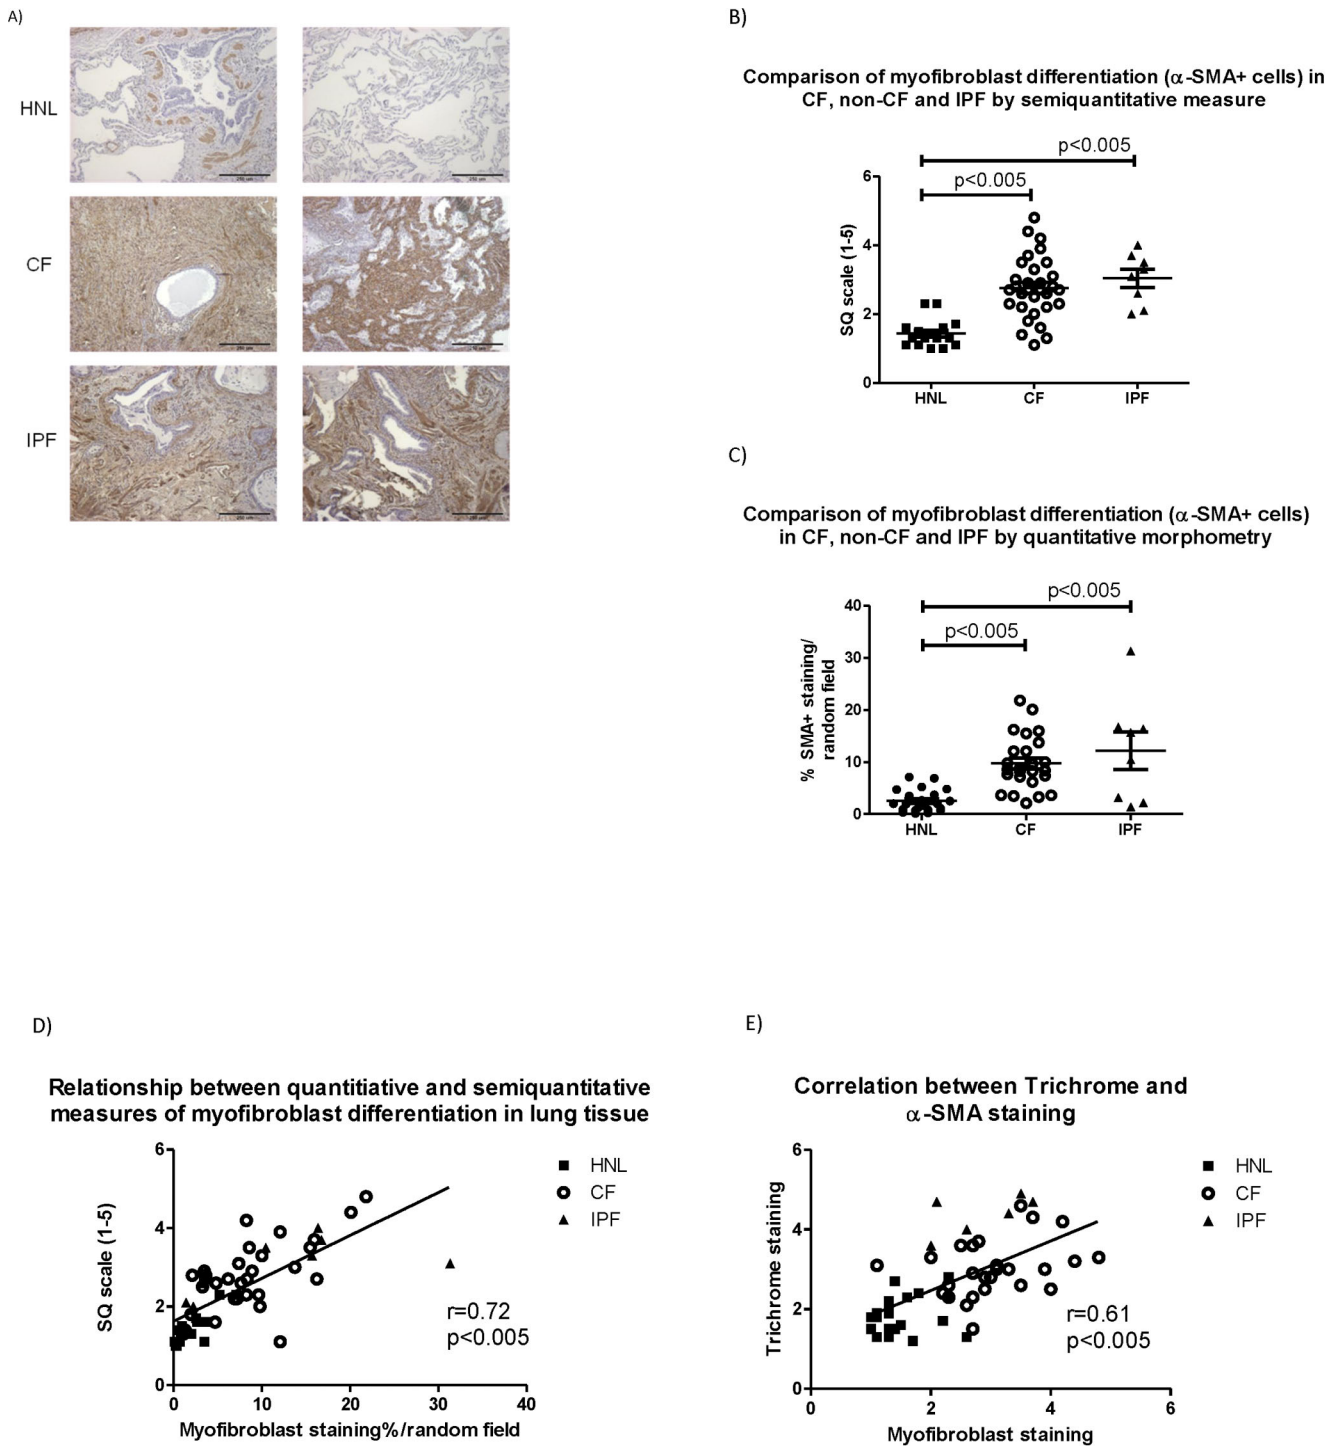 A)
HNL
CF
IPF
B)
Comparison of myofibroblast differentiation (α-SMA+ cells) in
CF, non-CF and IPF by semiquantitative measure
p<0.005
p<0.005
SQ scale (1-5)
6
4
2
0
HNL
CF
IPF
C)
Comparison of myofibroblast differentiation (α-SMA+ cells)
in CF, non-CF and IPF by quantitative morphometry
p<0.005
p<0.005
% SMA+ staining/
random field
40
30
20
10
0
HNL
CF
IPF
D)
Relationship between quantitiative and semiquantitative
measures of myofibroblast differentiation in lung tissue
SQ scale (1-5)
6
4
2
0
0
10
20
30
40
Myofibroblast staining%/random field
HNL
CF
IPF
r=0.72
p<0.005
E)
Correlation between Trichrome and
α-SMA staining
Trichrome staining
6
4
2
0
0
2
4
6
Myofibroblast staining
HNL
CF
IPF
r=0.61
p<0.005